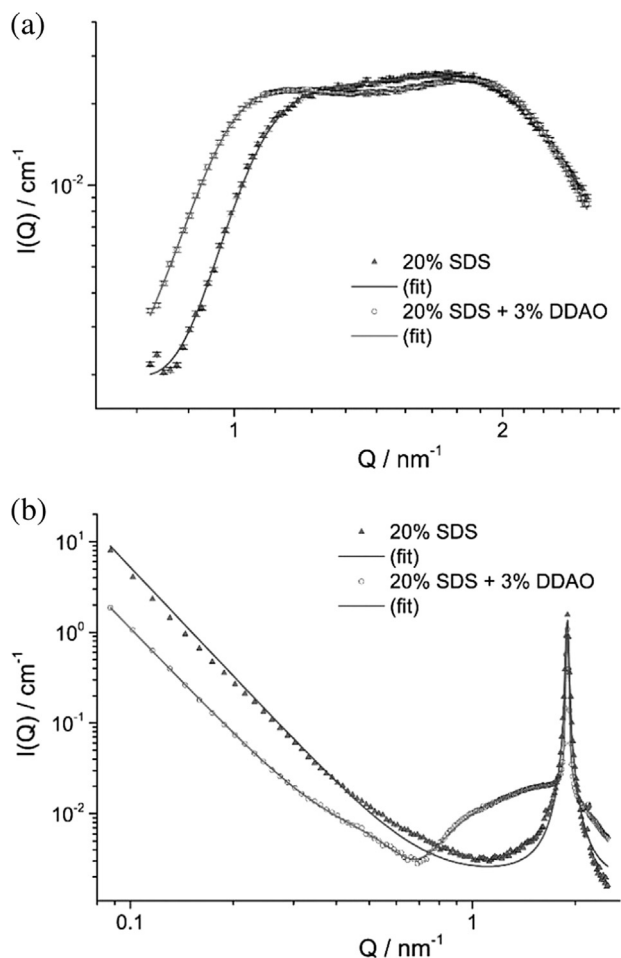 (a)
I(Q) / cm⁻¹
10⁻²
20% SDS
(fit)
20% SDS + 3% DDAO
(fit)
1
2
Q / nm⁻¹
(b)
I(Q) / cm⁻¹
10¹
10⁰
10⁻¹
10⁻²
20% SDS
(fit)
20% SDS + 3% DDAO
(fit)
0.1
1
Q / nm⁻¹